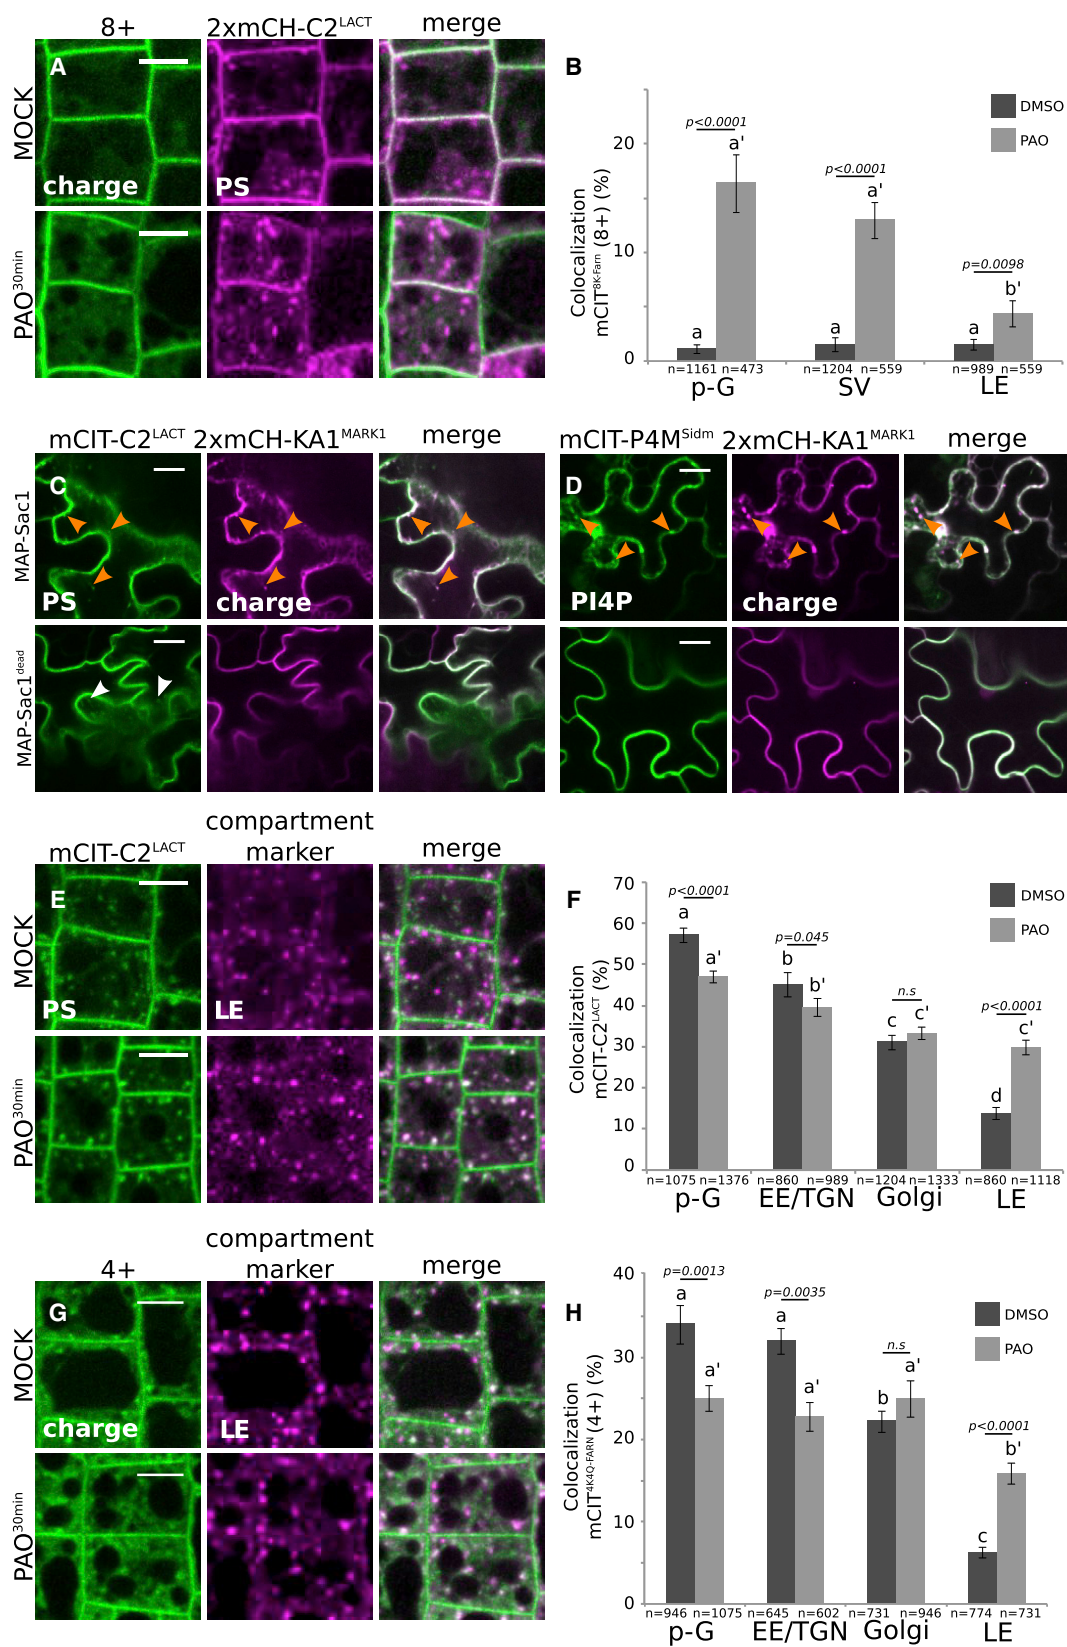 8+ 2xmCH-C2LACT merge
MOCK
A
charge
PS
PAO30min
B
DMSO
PAO
Colocalization
mCIT8K-Farn (8+) (%)
20
10
0
p<0.0001
a a'
p<0.0001
a a'
p=0.0098
a b'
n=1161 n=473 n=1204 n=559 n=989 n=559
p-G SV LE
mCIT-C2LACT 2xmCH-KA1MARK1 merge
MAP-Sac1
C
PS
charge
MAP-Sac1dead
mCIT-P4MSidm 2xmCH-KA1MARK1 merge
D
PI4P
charge
compartment
mCIT-C2LACT marker merge
MOCK
E
PS
LE
PAO30min
F
DMSO
PAO
Colocalization
mCIT-C2LACT (%)
70
60
50
40
30
20
10
0
p<0.0001
a a'
p=0.045
b b'
n.s
c c'
p<0.0001
d c'
n=1075 n=1376 n=860 n=989 n=1204 n=1333 n=860 n=1118
p-G EE/TGN Golgi LE
compartment
4+ marker merge
MOCK
G
charge
LE
PAO30min
H
DMSO
PAO
Colocalization
mCIT4K4Q-FARN (4+) (%)
40
30
20
10
0
p=0.0013
a a'
p=0.0035
a a'
n.s
b a'
p<0.0001
c b'
n=946 n=1075 n=645 n=602 n=731 n=946 n=774 n=731
p-G EE/TGN Golgi LE